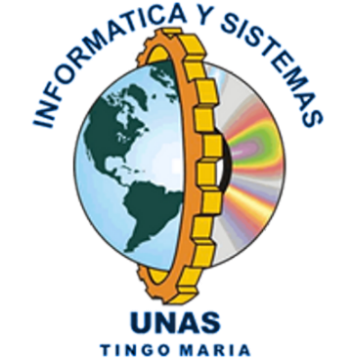 INFORMATICA Y SISTEMAS
UNAS
TINGO MARIA